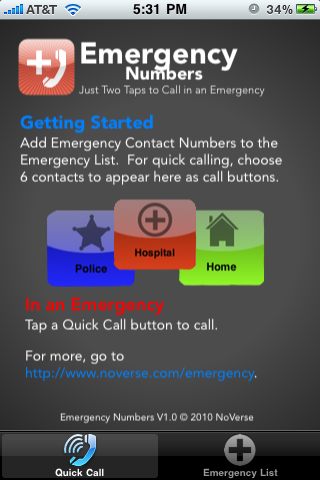 AT&T 5:31 PM 34%
Emergency
Numbers
Just Two Taps to Call in an Emergency
Getting Started
Add Emergency Contact Numbers to the
Emergency List.  For quick calling, choose
6 contacts to appear here as call buttons.
Police Hospital Home
In an Emergency
Tap a Quick Call button to call.
For more, go to
http://www.noverse.com/emergency.
Emergency Numbers V1.0 © 2010 NoVerse
Quick Call Emergency List